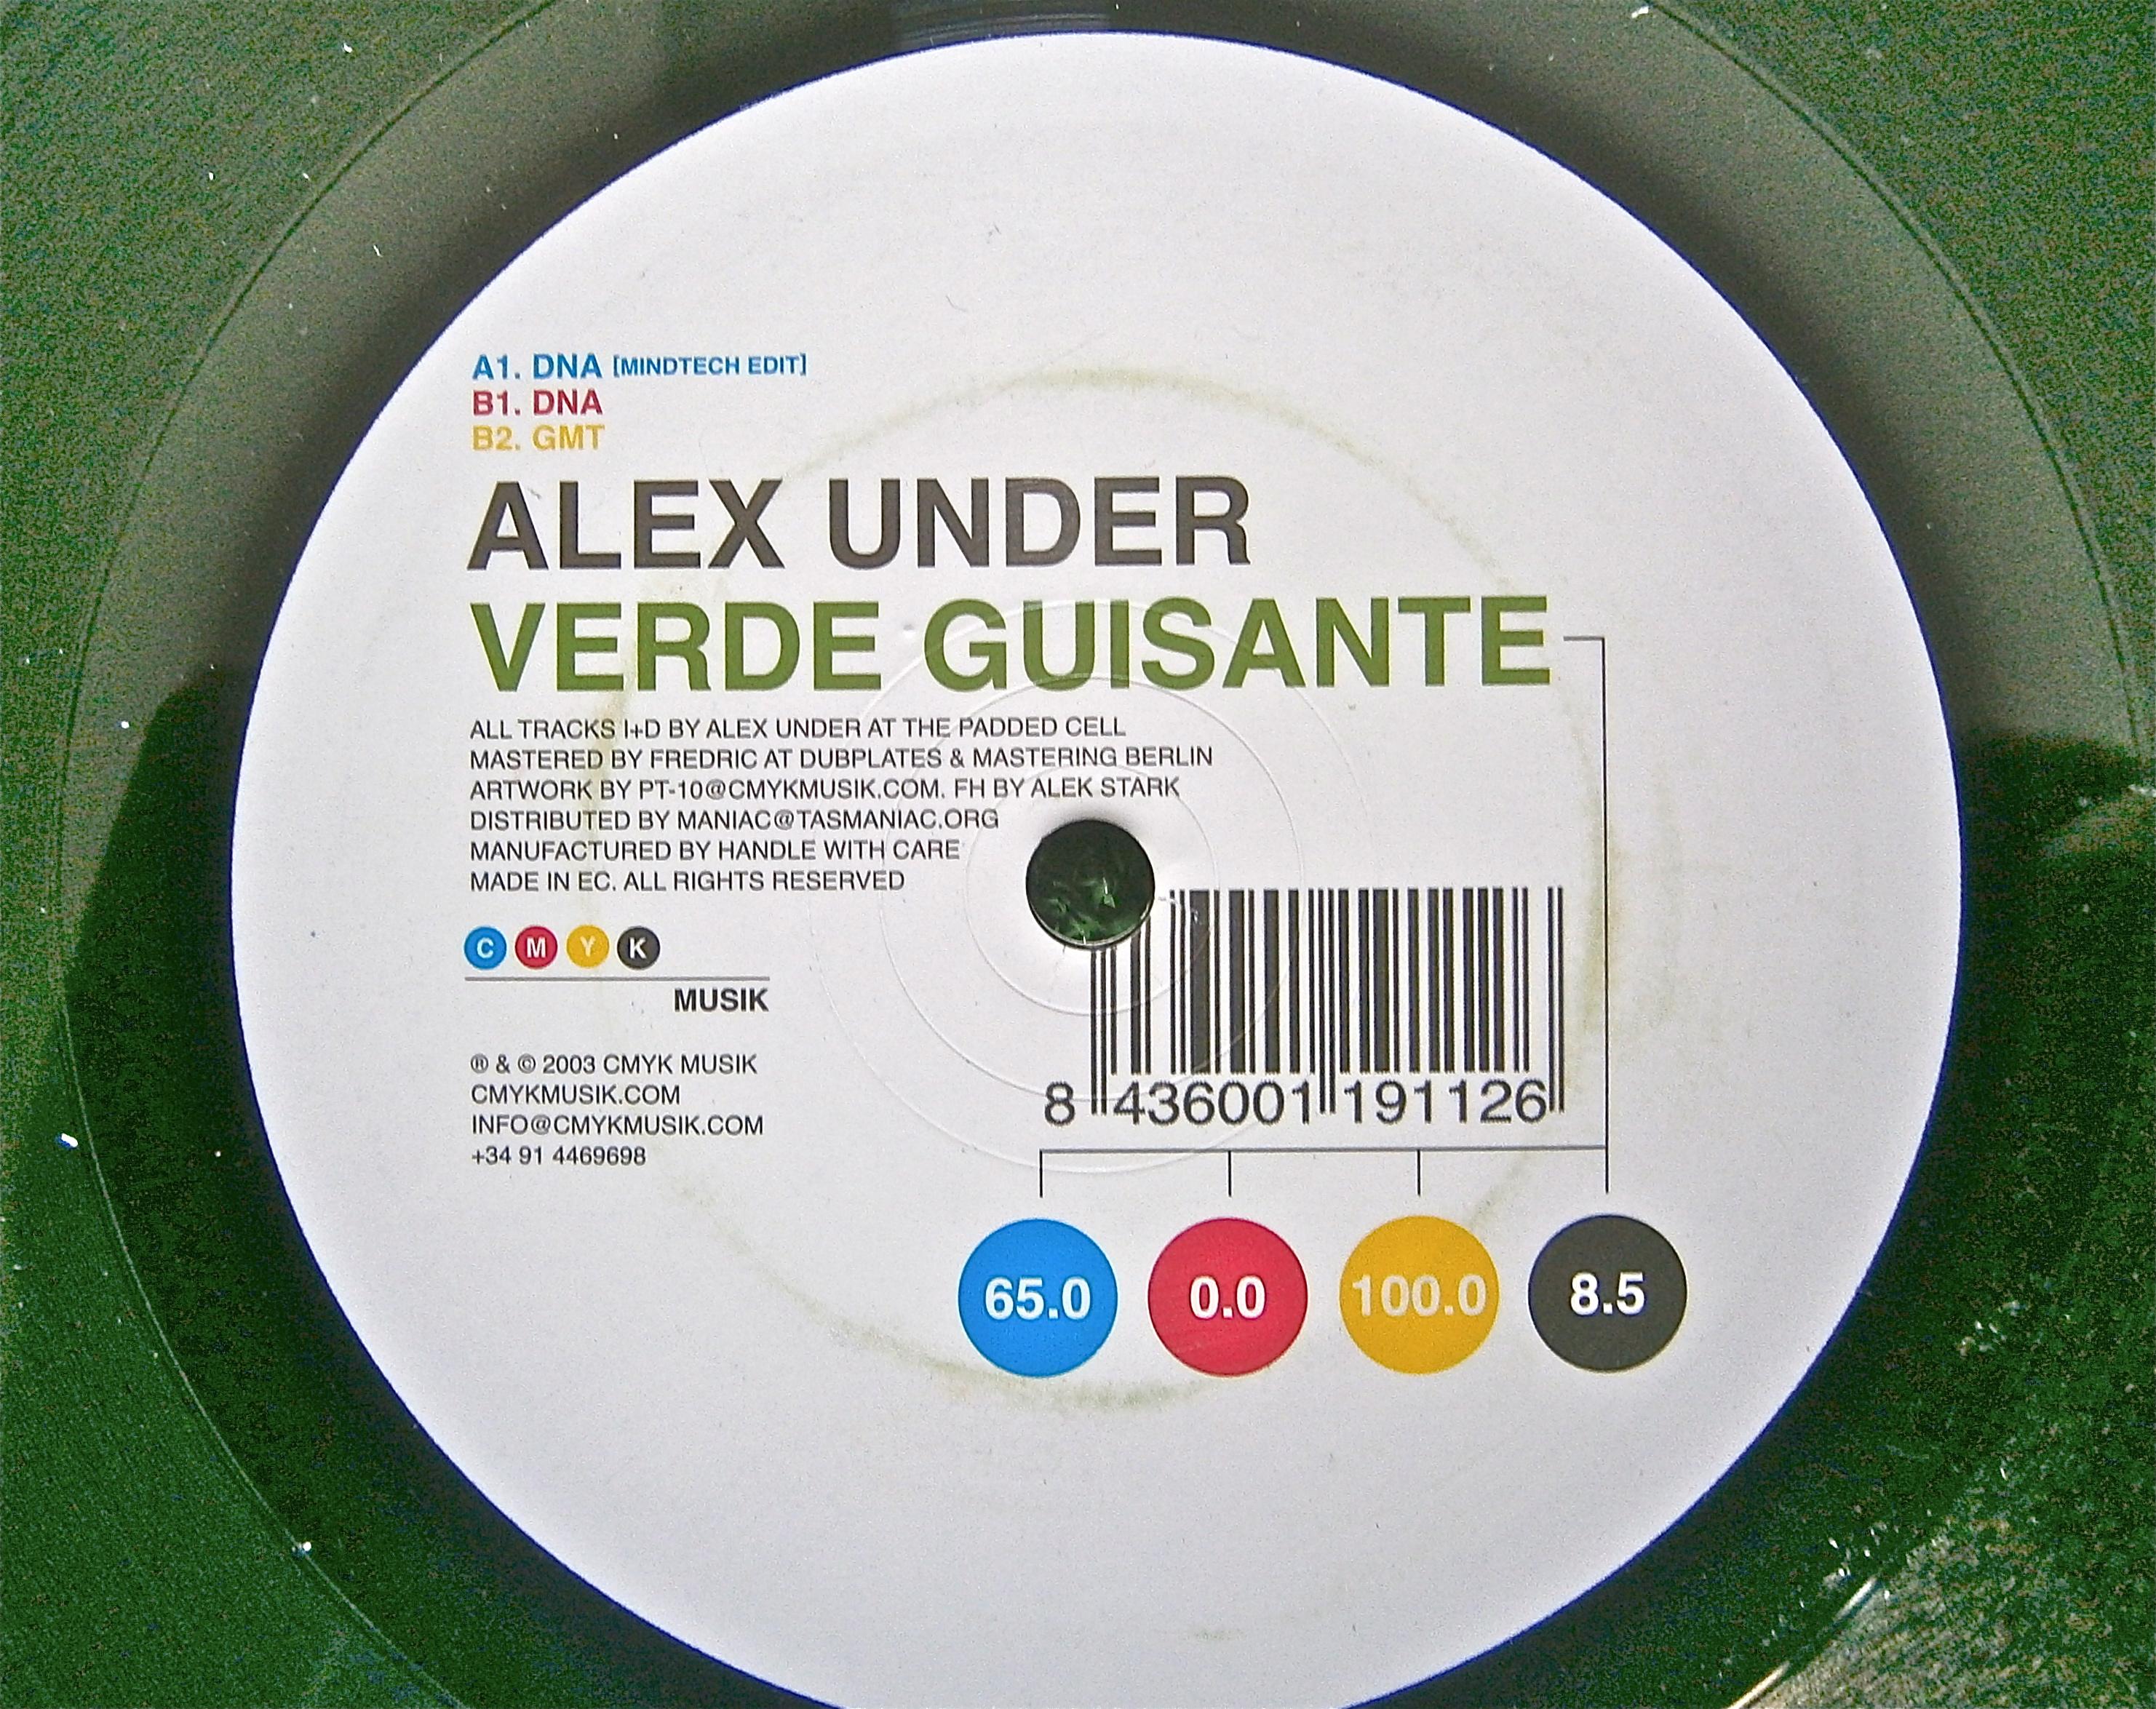 A1. DNA [MINDTECH EDIT]
B1. DNA
B2. GMT
ALEX UNDER
VERDE GUISANTE
ALL TRACKS I+D BY ALEX UNDER AT THE PADDED CELL
MASTERED BY FREDRIC AT DUBPLATES & MASTERING BERLIN
ARTWORK BY PT-10@CMYKMUSIK.COM. FH BY ALEK STARK
DISTRIBUTED BY MANIAC@TASMANIAC.ORG
MANUFACTURED BY HANDLE WITH CARE
MADE IN EC. ALL RIGHTS RESERVED
C M Y K
MUSIK
® & © 2003 CMYK MUSIK
CMYKMUSIK.COM
INFO@CMYKMUSIK.COM
+34 91 4469698
8 436001 191126
65.0 0.0 100.0 8.5